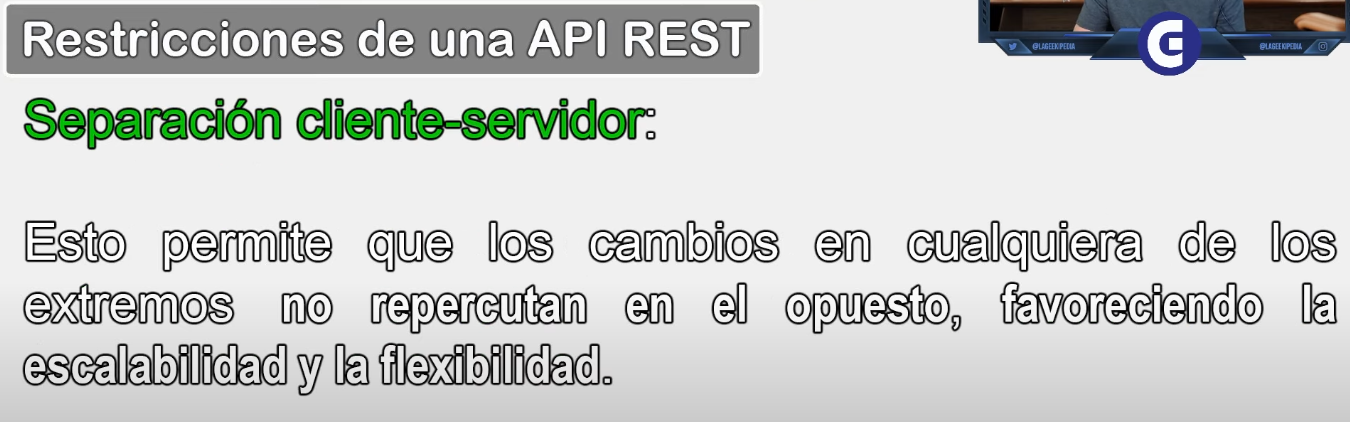 Restricciones de una API REST
@LAGEEKIPEDIA
@LAGEEKIPEDIA
G
Separación cliente-servidor:
Esto permite que los cambios en cualquiera de los
extremos no repercutan en el opuesto, favoreciendo la
escalabilidad y la flexibilidad.